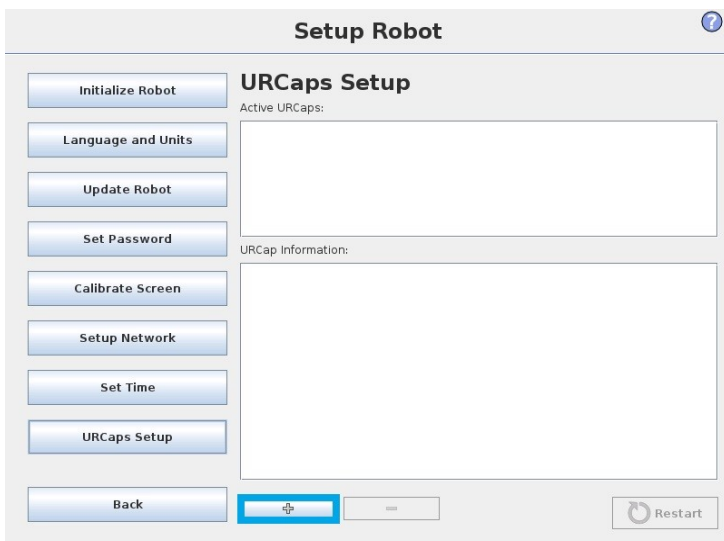 Setup Robot
?
Initialize Robot
Language and Units
Update Robot
Set Password
Calibrate Screen
Setup Network
Set Time
URCaps Setup
Back
URCaps Setup
Active URCaps:
URCap Information:
Restart